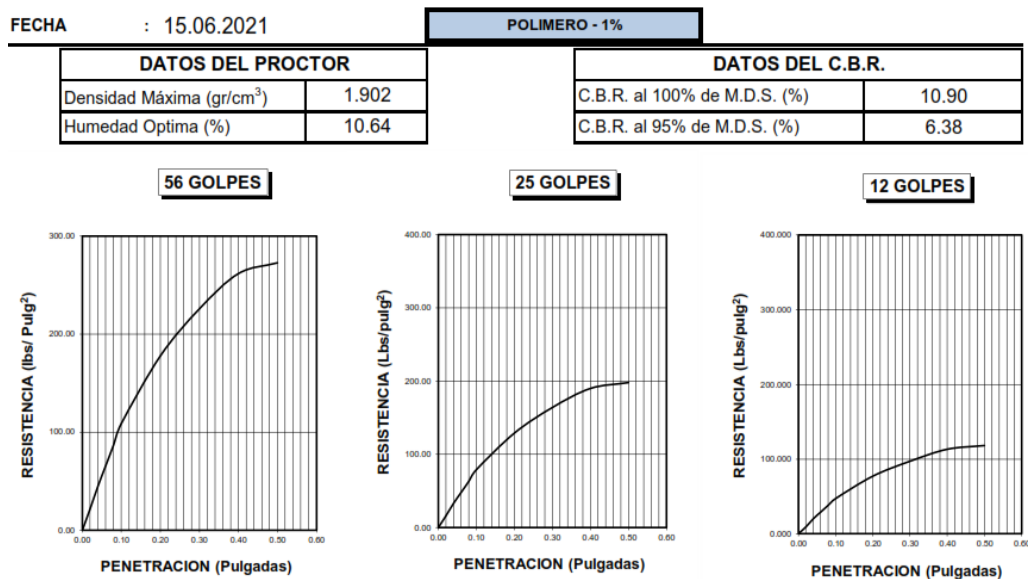 FECHA : 15.06.2021 POLIMERO - 1%
DATOS DEL PROCTOR
Densidad Máxima (gr/cm³) 1.902
Humedad Optima (%) 10.64
DATOS DEL C.B.R.
C.B.R. al 100% de M.D.S. (%) 10.90
C.B.R. al 95% de M.D.S. (%) 6.38
56 GOLPES
RESISTENCIA (lbs/ Pulg²)
300.00
200.00
100.00
0.00
0.00 0.10 0.20 0.30 0.40 0.50 0.60
PENETRACION (Pulgadas)
25 GOLPES
RESISTENCIA (Lbs/pulg²)
400.00
300.00
200.00
100.00
0.00
0.00 0.10 0.20 0.30 0.40 0.50 0.60
PENETRACION (Pulgadas)
12 GOLPES
RESISTENCIA (Lbs/pulg²)
400.000
300.000
200.000
100.000
0.000
0.00 0.10 0.20 0.30 0.40 0.50 0.60
PENETRACION (Pulgadas)